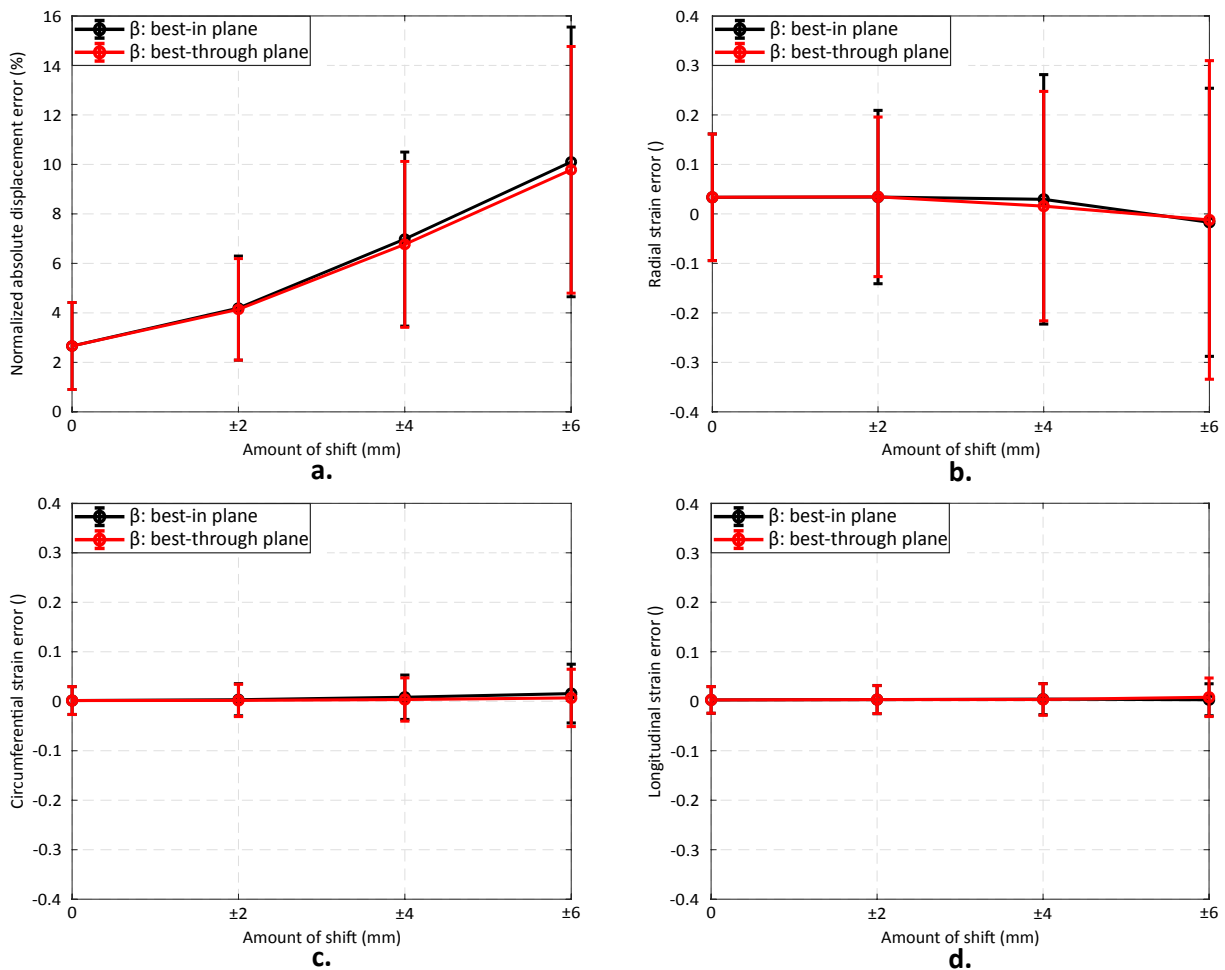 β: best-in plane
β: best-through plane
Normalized absolute displacement error (%)
16
14
12
10
8
6
4
2
0
0 ±2 ±4 ±6
Amount of shift (mm)
a.
β: best-in plane
β: best-through plane
Radial strain error ()
0.4
0.3
0.2
0.1
0
-0.1
-0.2
-0.3
-0.4
0 ±2 ±4 ±6
Amount of shift (mm)
b.
β: best-in plane
β: best-through plane
Circumferential strain error ()
0.4
0.3
0.2
0.1
0
-0.1
-0.2
-0.3
-0.4
0 ±2 ±4 ±6
Amount of shift (mm)
c.
β: best-in plane
β: best-through plane
Longitudinal strain error ()
0.4
0.3
0.2
0.1
0
-0.1
-0.2
-0.3
-0.4
0 ±2 ±4 ±6
Amount of shift (mm)
d.